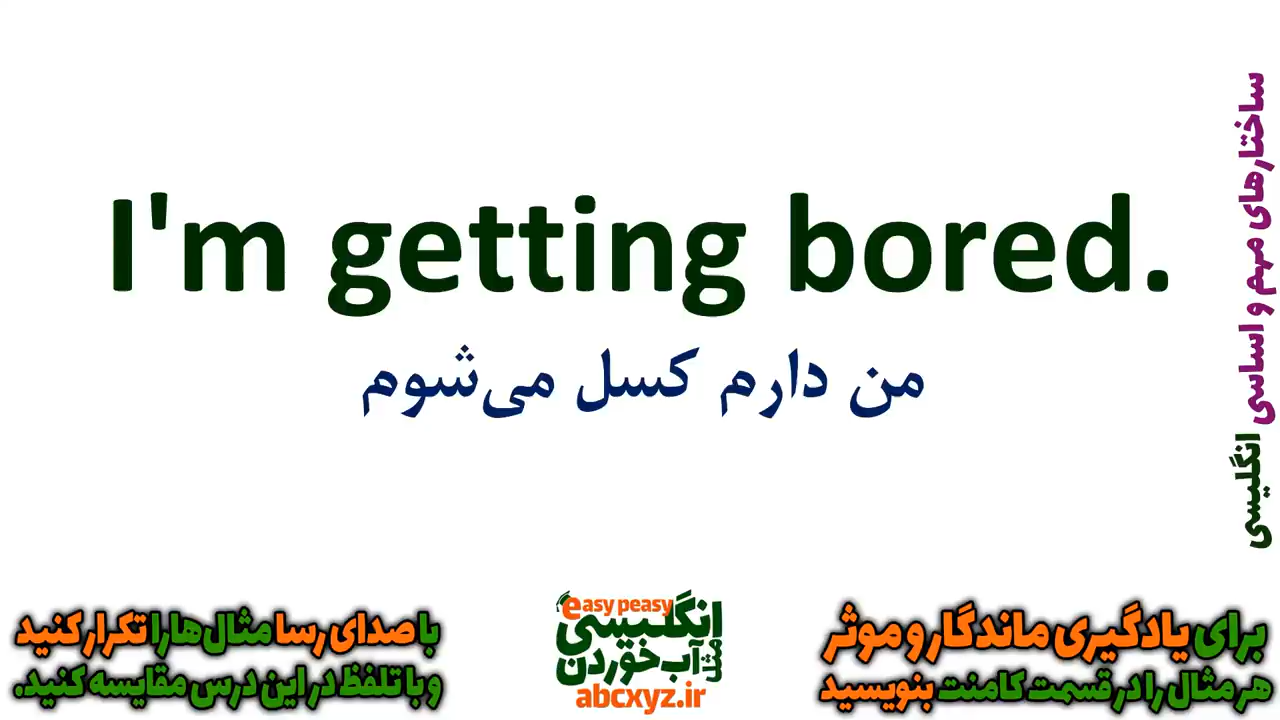 I'm getting bored.
من دارم کسل می‌شوم
ساختارهای مهم و اساسی انگلیسی
برای یادگیری ماندگار و موثر
هر مثال را در قسمت کامنت بنویسید
easy peasy
انگلیسی
مثل آب خوردن
abcxyz.ir
با صدای رسا مثال‌ها را تکرار کنید
و با تلفظ در این درس مقایسه کنید.